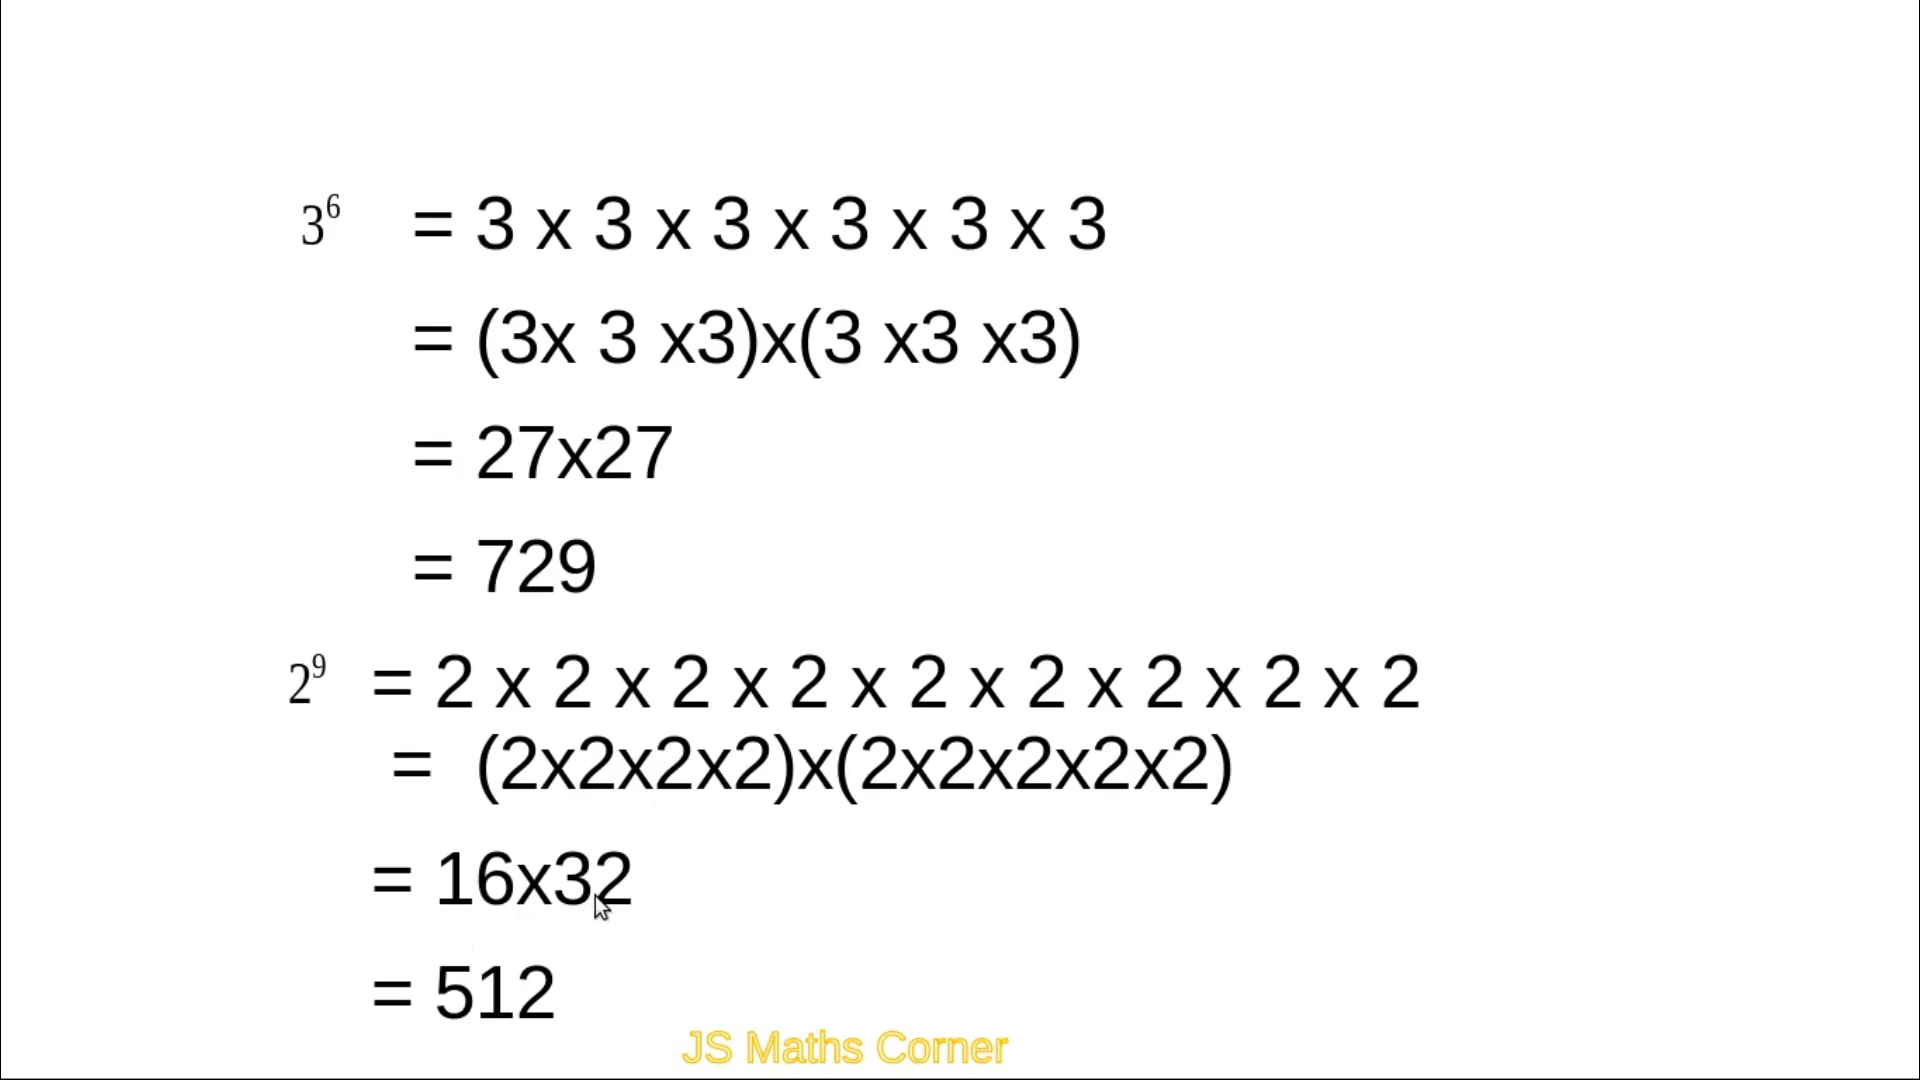 3⁶ = 3 x 3 x 3 x 3 x 3 x 3
= (3x 3 x3)x(3 x3 x3)
= 27x27
= 729
2⁹ = 2 x 2 x 2 x 2 x 2 x 2 x 2 x 2 x 2
= (2x2x2x2)x(2x2x2x2x2)
= 16x32
= 512
JS Maths Corner